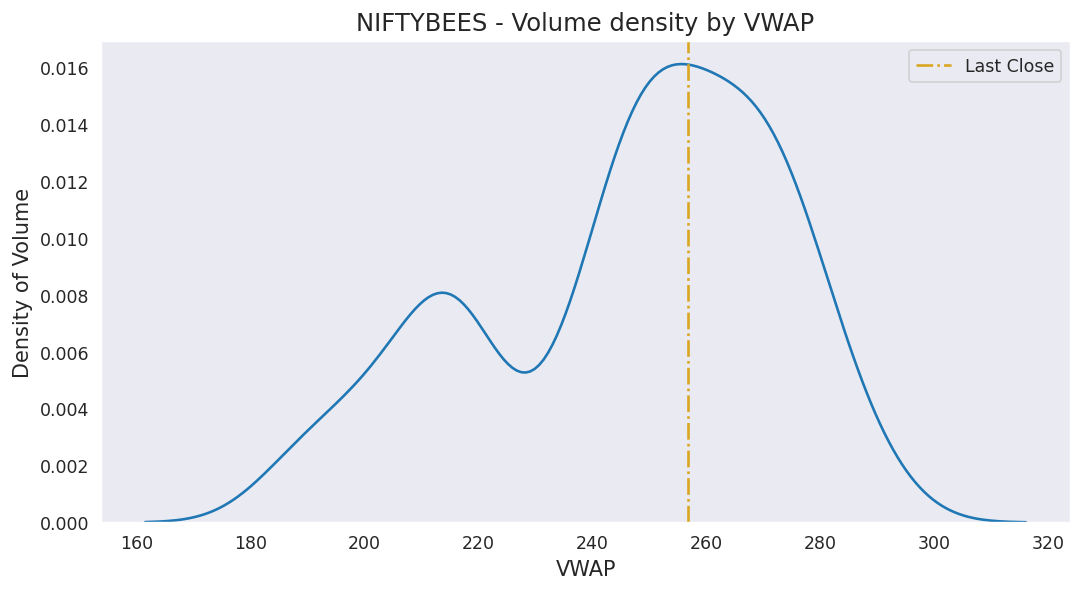 NIFTYBEES - Volume density by VWAP
Last Close
Density of Volume
0.016
0.014
0.012
0.010
0.008
0.006
0.004
0.002
0.000
160 180 200 220 240 260 280 300 320
VWAP